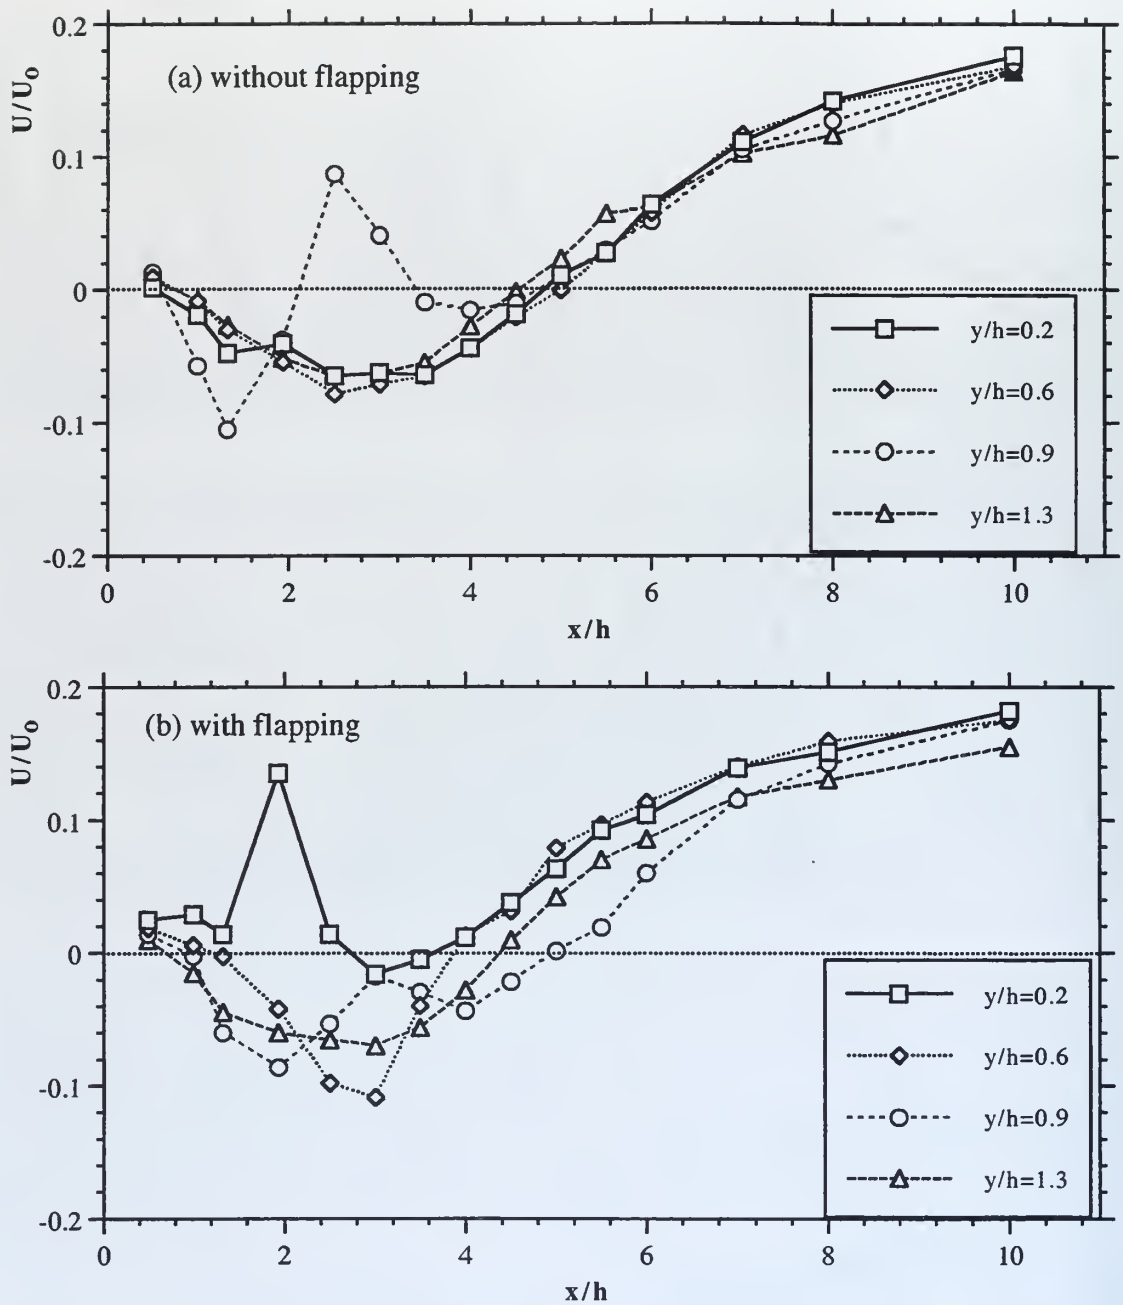 0.2
U/U₀
(a) without flapping
0.1
0
-0.1
-0.2
y/h=0.2
y/h=0.6
y/h=0.9
y/h=1.3
0 2 4 6 8 10
x/h
0.2
U/U₀
(b) with flapping
0.1
0
-0.1
-0.2
y/h=0.2
y/h=0.6
y/h=0.9
y/h=1.3
0 2 4 6 8 10
x/h